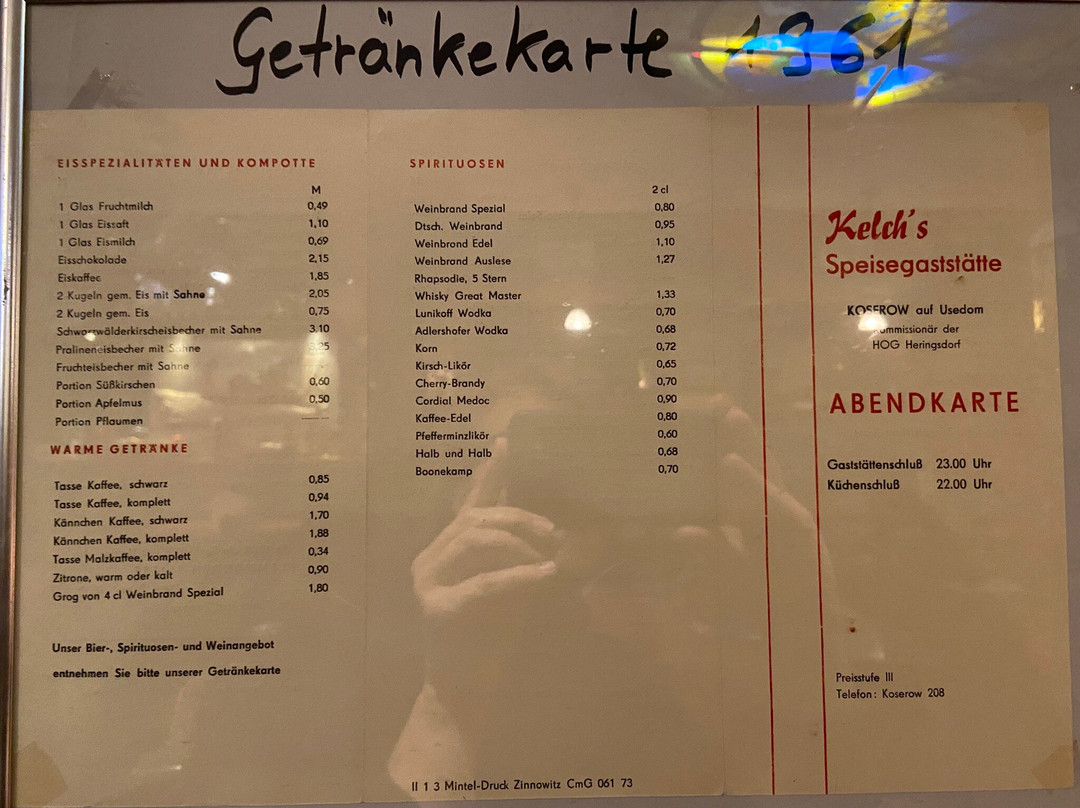 Getränkekarte 1961
EISSPEZIALITÄTEN UND KOMPOTTE
M
1 Glas Fruchtmilch 0,49
1 Glas Eissaft 1,10
1 Glas Eismilch 0,69
Eisschokolade 2,15
Eiskaffee 1,85
2 Kugeln gem. Eis mit Sahne 2,05
2 Kugeln gem. Eis 0,75
Schwarzwälderkirscheisbecher mit Sahne 3,10
Pralineneisbecher mit Sahne
Fruchteisbecher mit Sahne
Portion Süßkirschen 0,60
Portion Apfelmus 0,50
Portion Pflaumen —
WARME GETRÄNKE
Tasse Kaffee, schwarz 0,85
Tasse Kaffee, komplett 0,94
Kännchen Kaffee, schwarz 1,70
Kännchen Kaffee, komplett 1,88
Tasse Malzkaffee, komplett 0,34
Zitrone, warm oder kalt 0,90
Grog von 4 cl Weinbrand Spezial 1,80
Unser Bier-, Spirituosen- und Weinangebot
entnehmen Sie bitte unserer Getränkekarte
SPIRITUOSEN
2 cl
Weinbrand Spezial 0,80
Dtsch. Weinbrand 0,95
Weinbrand Edel 1,10
Weinbrand Auslese 1,27
Rhapsodie, 5 Stern
Whisky Great Master 1,33
Lunikoff Wodka 0,70
Adlershofer Wodka 0,68
Korn 0,72
Kirsch-Likör 0,65
Cherry-Brandy 0,70
Cordial Medoc 0,90
Kaffee-Edel 0,80
Pfefferminzlikör 0,60
Halb und Halb 0,68
Boonekamp 0,70
II 1 3 Mintel-Druck Zinnowitz CmG 061 73
Kelch's
Speisegaststätte
KOSEROW auf Usedom
Kommissionär der
HOG Heringsdorf
ABENDKARTE
Gaststättenschluß 23.00 Uhr
Küchenschluß 22.00 Uhr
Preisstufe III
Telefon: Koserow 208